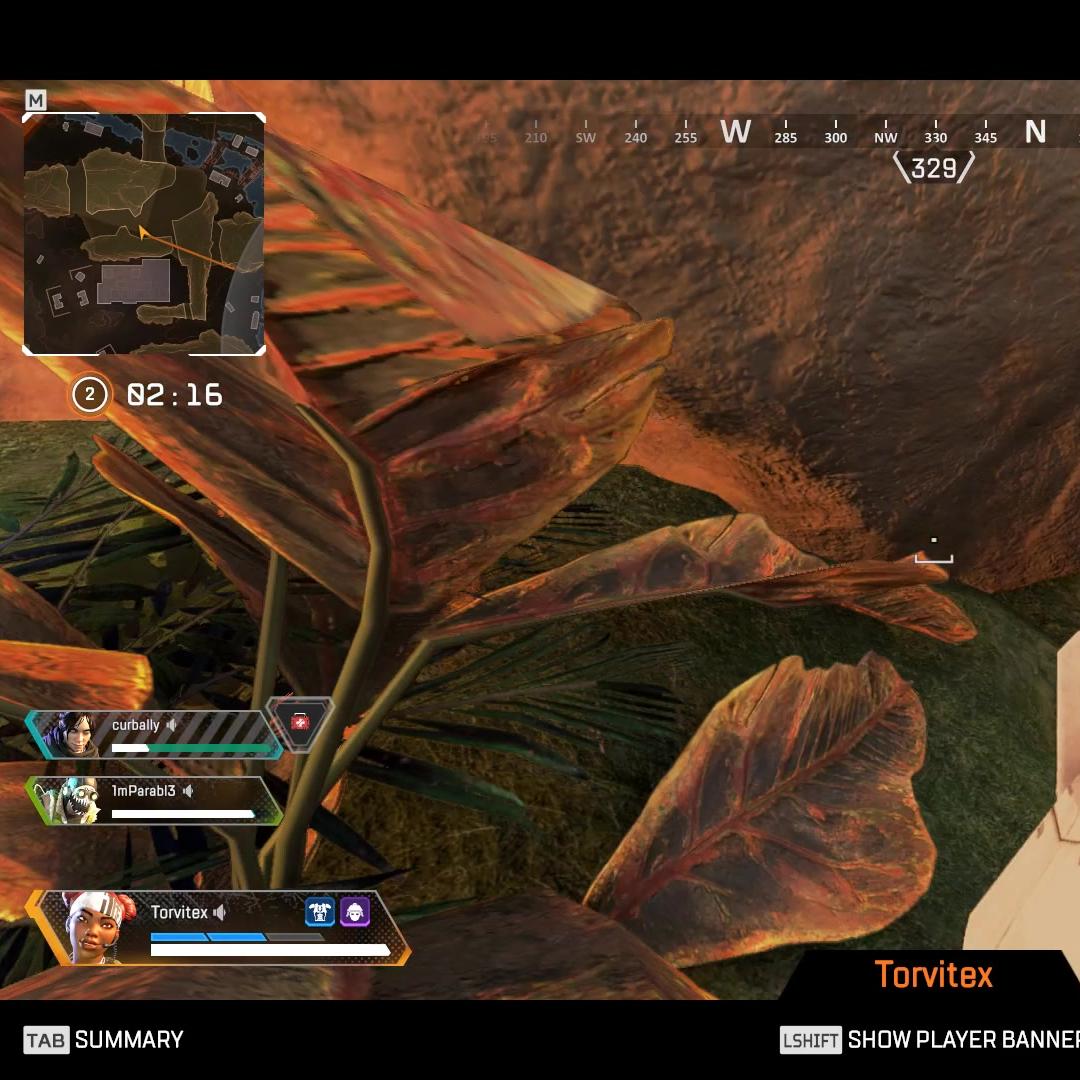 M
195 210 SW 240 255 W 285 300 NW 330 345 N
329
2 02:16
curbally
1mParabl3
Torvitex
Torvitex
TAB SUMMARY
LSHIFT SHOW PLAYER BANNER